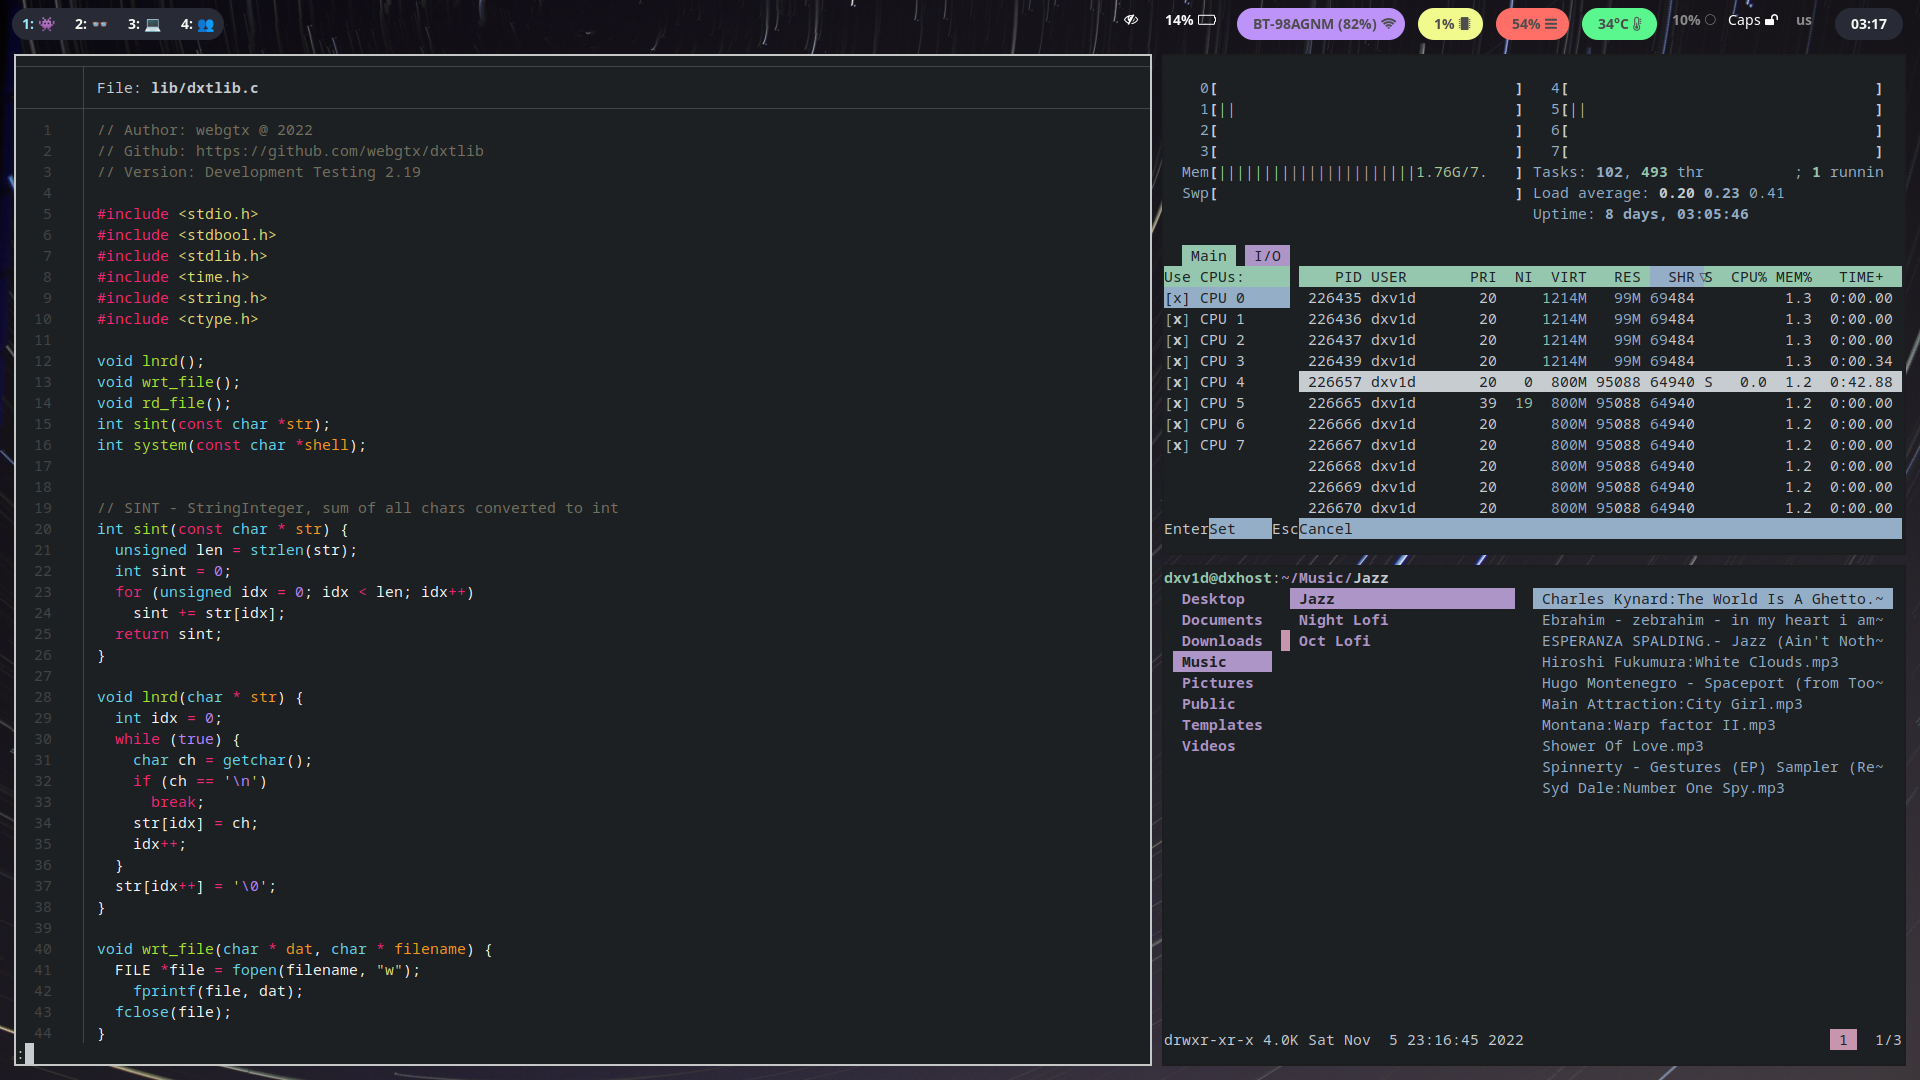 1: 👾 2: 👓 3: 💻 4: 👥
14% BT-98AGNM (82%) 1% 54% 34°C 10% Caps us 03:17
File: lib/dxtlib.c
1 // Author: webgtx @ 2022
2 // Github: https://github.com/webgtx/dxtlib
3 // Version: Development Testing 2.19
4
5 #include <stdio.h>
6 #include <stdbool.h>
7 #include <stdlib.h>
8 #include <time.h>
9 #include <string.h>
10 #include <ctype.h>
11
12 void lnrd();
13 void wrt_file();
14 void rd_file();
15 int sint(const char *str);
16 int system(const char *shell);
17
18
19 // SINT - StringInteger, sum of all chars converted to int
20 int sint(const char * str) {
21   unsigned len = strlen(str);
22   int sint = 0;
23   for (unsigned idx = 0; idx < len; idx++)
24     sint += str[idx];
25   return sint;
26 }
27
28 void lnrd(char * str) {
29   int idx = 0;
30   while (true) {
31     char ch = getchar();
32     if (ch == '\n')
33       break;
34     str[idx] = ch;
35     idx++;
36   }
37   str[idx++] = '\0';
38 }
39
40 void wrt_file(char * dat, char * filename) {
41   FILE *file = fopen(filename, "w");
42     fprintf(file, dat);
43   fclose(file);
44 }
:
0[ ] 4[ ]
1[|| ] 5[|| ]
2[ ] 6[ ]
3[ ] 7[ ]
Mem[||||||||||||||||||||||1.76G/7. ] Tasks: 102, 493 thr ; 1 runnin
Swp[ ] Load average: 0.20 0.23 0.41
Uptime: 8 days, 03:05:46
Main I/O
Use CPUs: PID USER PRI NI VIRT RES SHR▽S CPU% MEM% TIME+
[x] CPU 0 226435 dxv1d 20 1214M 99M 69484 1.3 0:00.00
[x] CPU 1 226436 dxv1d 20 1214M 99M 69484 1.3 0:00.00
[x] CPU 2 226437 dxv1d 20 1214M 99M 69484 1.3 0:00.00
[x] CPU 3 226439 dxv1d 20 1214M 99M 69484 1.3 0:00.34
[x] CPU 4 226657 dxv1d 20 0 800M 95088 64940 S 0.0 1.2 0:42.88
[x] CPU 5 226665 dxv1d 39 19 800M 95088 64940 1.2 0:00.00
[x] CPU 6 226666 dxv1d 20 800M 95088 64940 1.2 0:00.00
[x] CPU 7 226667 dxv1d 20 800M 95088 64940 1.2 0:00.00
226668 dxv1d 20 800M 95088 64940 1.2 0:00.00
226669 dxv1d 20 800M 95088 64940 1.2 0:00.00
226670 dxv1d 20 800M 95088 64940 1.2 0:00.00
EnterSet EscCancel
dxv1d@dxhost:~/Music/Jazz
Desktop Jazz Charles Kynard:The World Is A Ghetto.~
Documents Night Lofi Ebrahim - zebrahim - in my heart i am~
Downloads Oct Lofi ESPERANZA SPALDING.- Jazz (Ain't Noth~
Music Hiroshi Fukumura:White Clouds.mp3
Pictures Hugo Montenegro - Spaceport (from Too~
Public Main Attraction:City Girl.mp3
Templates Montana:Warp factor II.mp3
Videos Shower Of Love.mp3
Spinnerty - Gestures (EP) Sampler (Re~
Syd Dale:Number One Spy.mp3
drwxr-xr-x 4.0K Sat Nov  5 23:16:45 2022 1 1/3